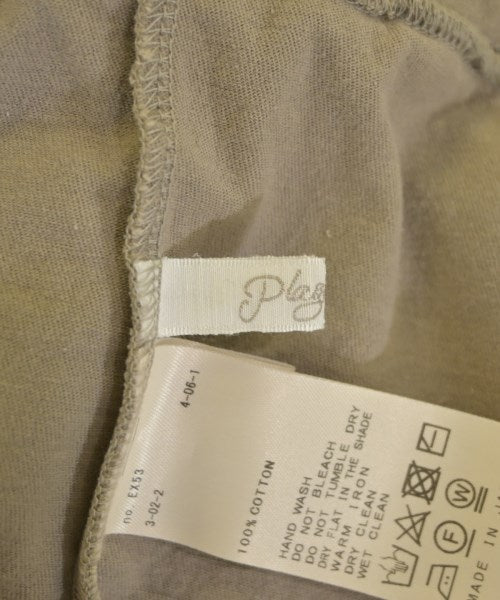 Plag
4-06-1
no. EX53
3-02-2
100% COTTON
HAND WASH
DO NOT BLEACH
DO NOT TUMBLE DRY
DRY FLAT IN THE SHADE
WARM IRON
DRY CLEAN
WET CLEAN
F
W
MADE IN